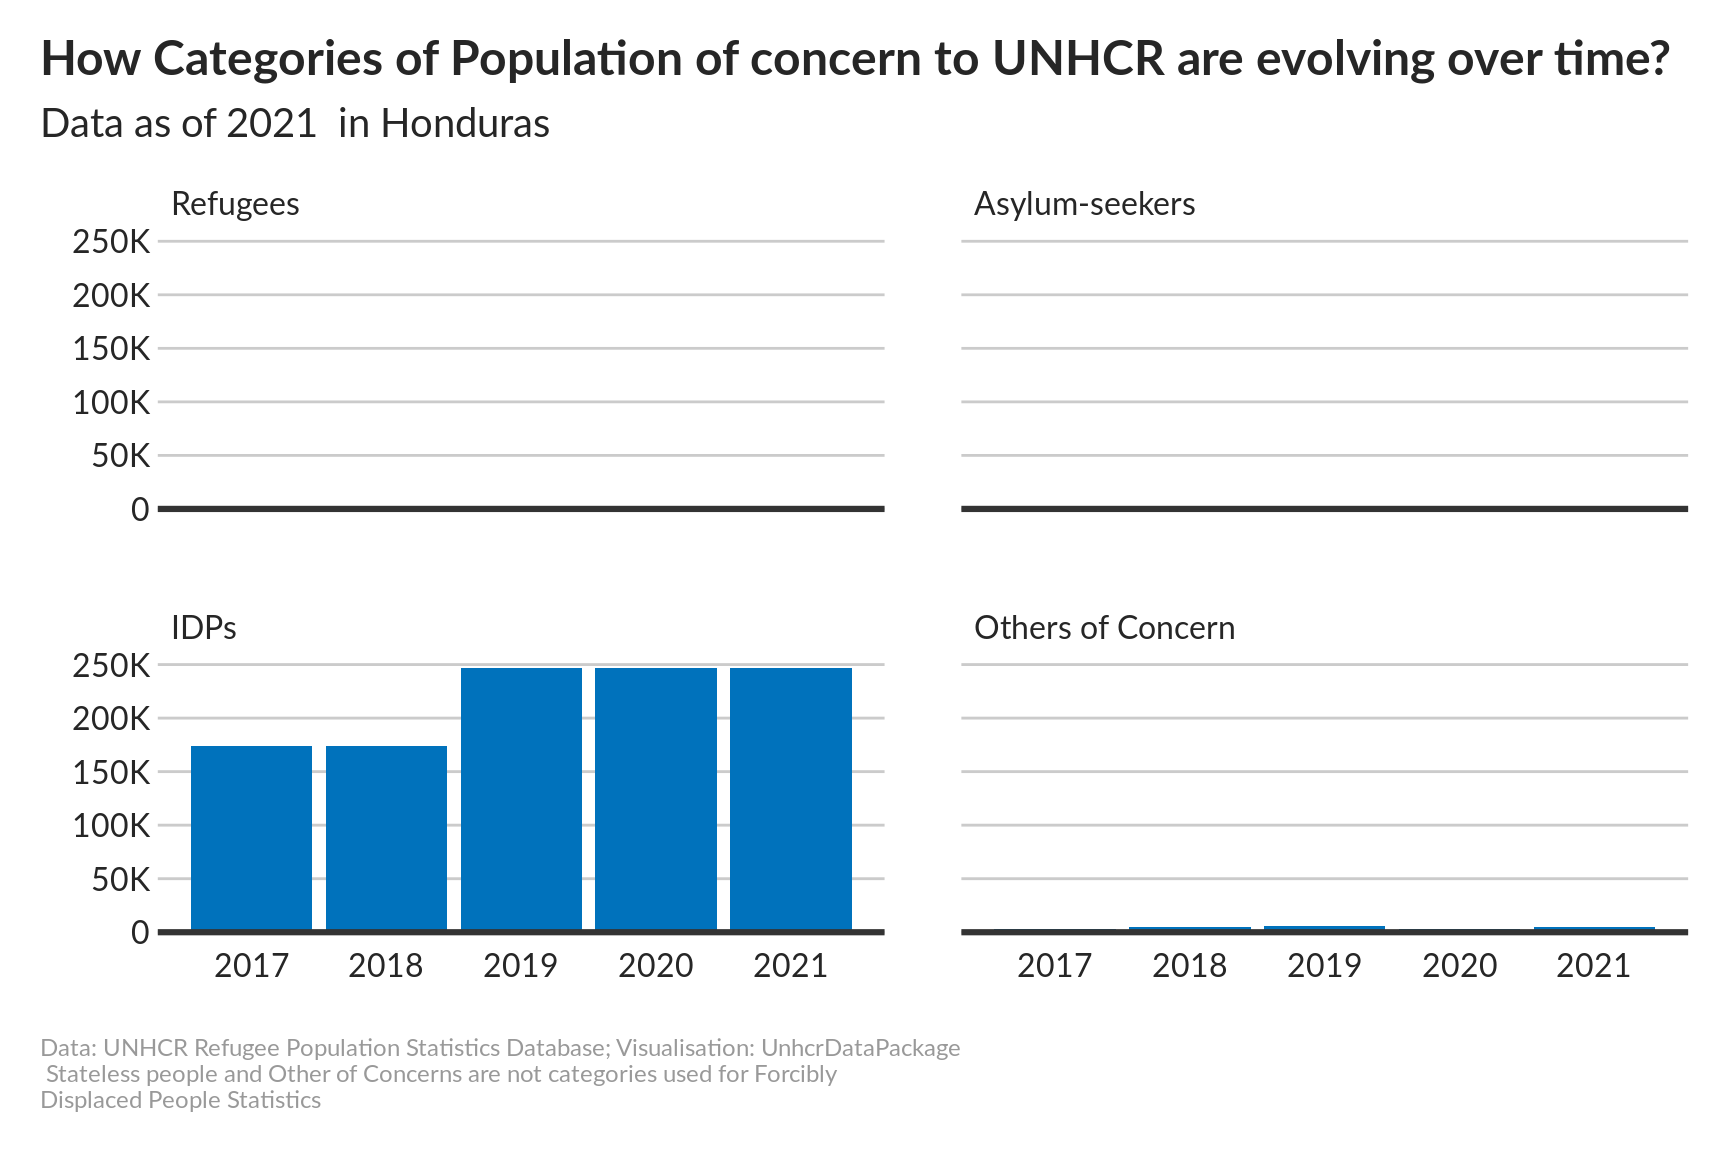 How Categories of Population of concern to UNHCR are evolving over time?
Data as of 2021  in Honduras
Refugees
Asylum-seekers
250K
200K
150K
100K
50K
0
IDPs
Others of Concern
250K
200K
150K
100K
50K
0
2017 2018 2019 2020 2021
2017 2018 2019 2020 2021
Data: UNHCR Refugee Population Statistics Database; Visualisation: UnhcrDataPackage
Stateless people and Other of Concerns are not categories used for Forcibly
Displaced People Statistics